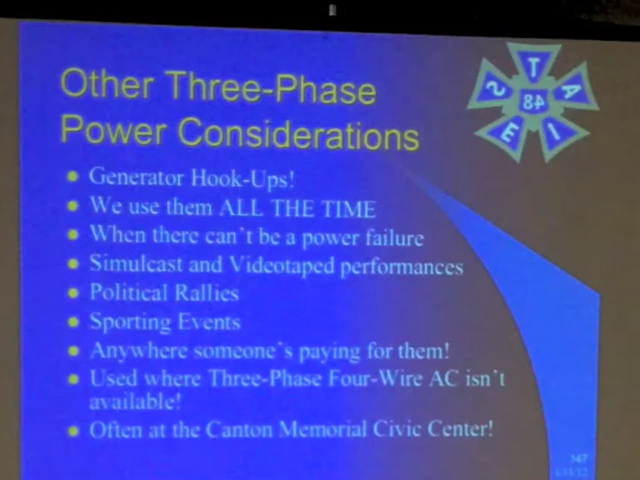 Other Three-Phase
Power Considerations
Generator Hook-Ups!
We use them ALL THE TIME
When there can't be a power failure
Simulcast and Videotaped performances
Political Rallies
Sporting Events
Anywhere someone's paying for them!
Used where Three-Phase Four-Wire AC isn't
available!
Often at the Canton Memorial Civic Center!
I A T S E
48
147